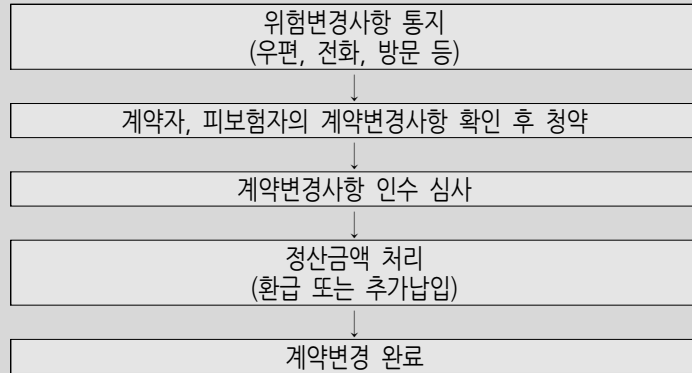 위험변경사항 통지
(우편, 전화, 방문 등)
↓
계약자, 피보험자의 계약변경사항 확인 후 청약
↓
계약변경사항 인수 심사
↓
정산금액 처리
(환급 또는 추가납입)
↓
계약변경 완료